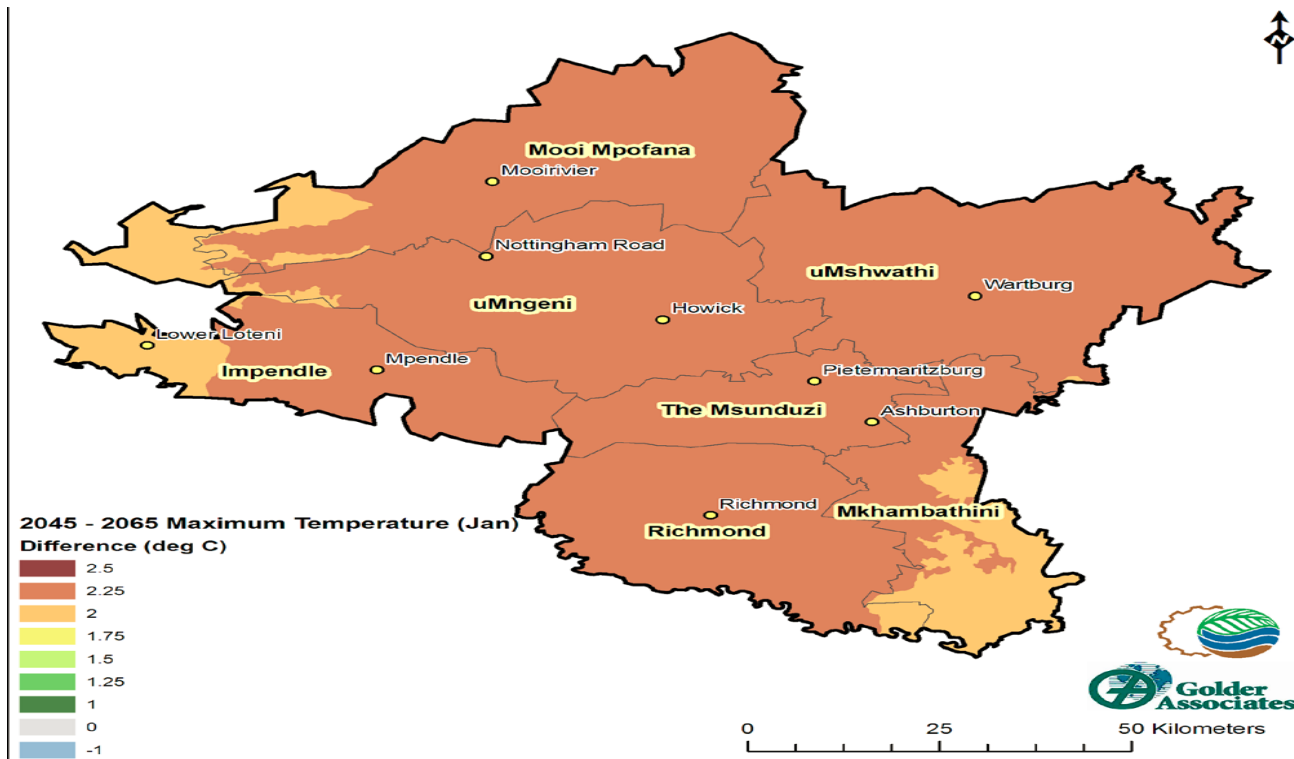 N
Mooi Mpofana
Mooirivier
Nottingham Road
uMshwathi
Wartburg
uMngeni
Howick
Lower Loteni
Impendle
Mpendle
Pietermaritzburg
The Msunduzi
Ashburton
Richmond
Mkhambathini
Richmond
2045 - 2065 Maximum Temperature (Jan)
Difference (deg C)
2.5
2.25
2
1.75
1.5
1.25
1
0
-1
Golder
Associates
0 25 50 Kilometers